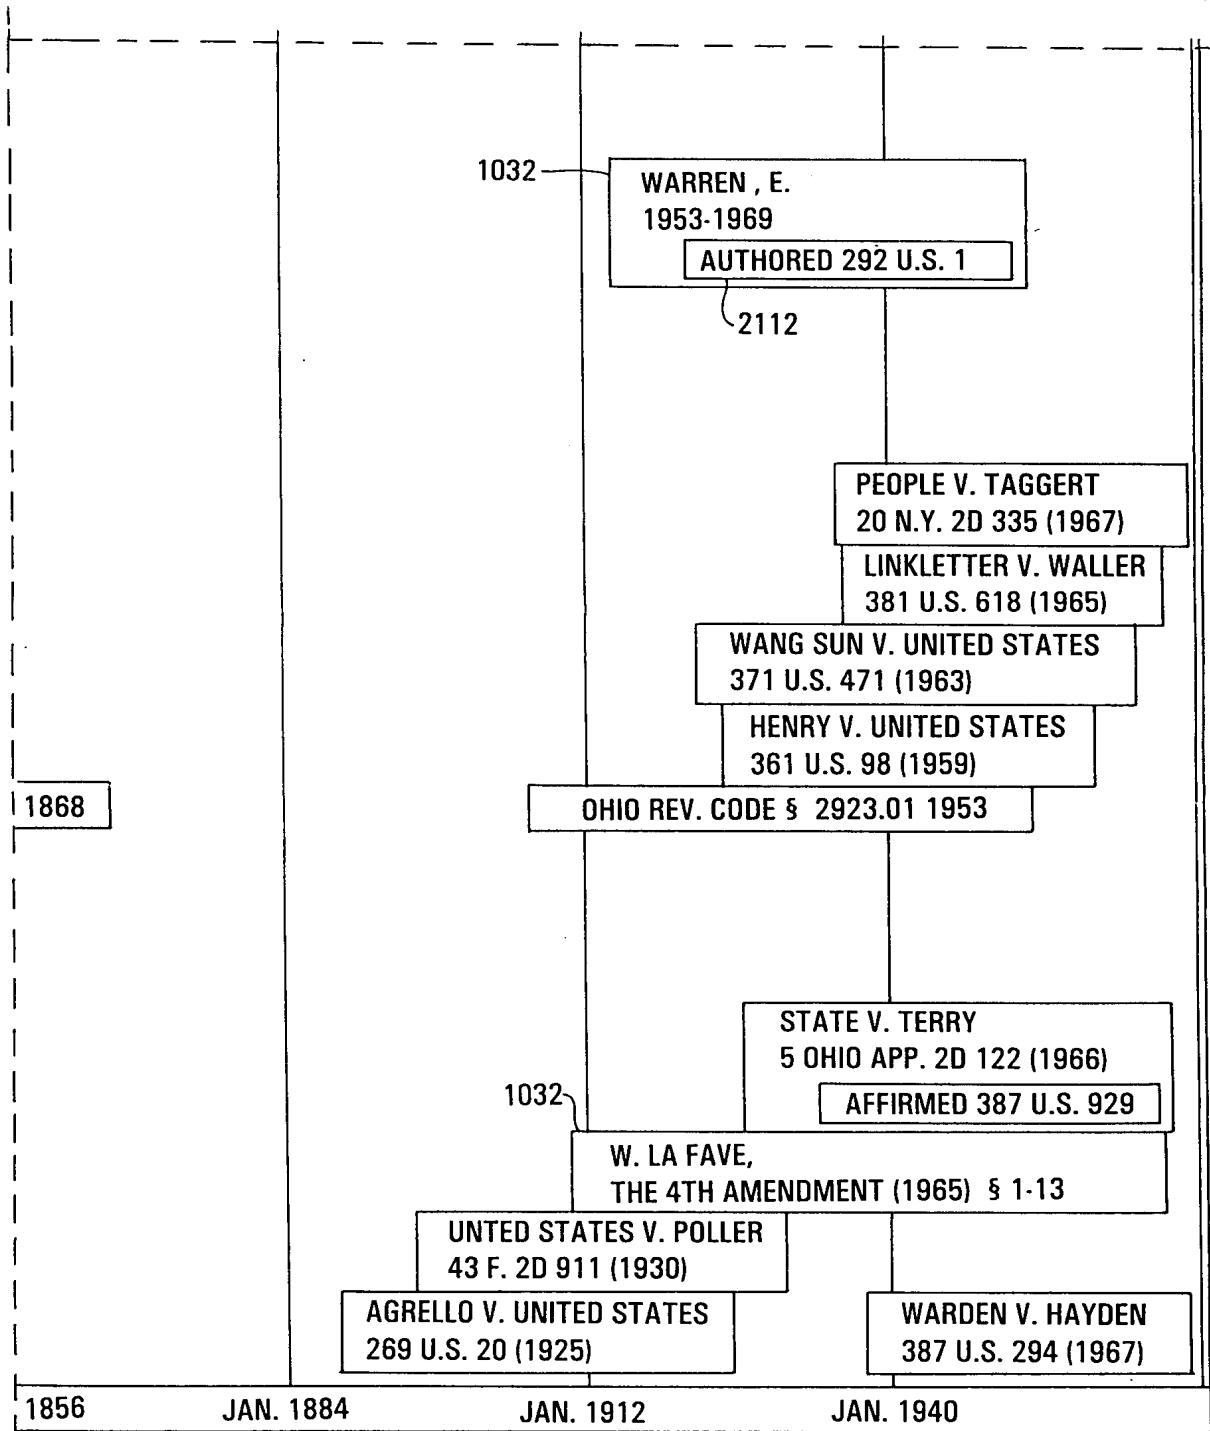 1032
WARREN , E.
1953-1969
AUTHORED 292 U.S. 1
2112
PEOPLE V. TAGGERT
20 N.Y. 2D 335 (1967)
LINKLETTER V. WALLER
381 U.S. 618 (1965)
WANG SUN V. UNITED STATES
371 U.S. 471 (1963)
HENRY V. UNITED STATES
361 U.S. 98 (1959)
1868
OHIO REV. CODE § 2923.01 1953
STATE V. TERRY
5 OHIO APP. 2D 122 (1966)
AFFIRMED 387 U.S. 929
1032
W. LA FAVE,
THE 4TH AMENDMENT (1965) § 1-13
UNTED STATES V. POLLER
43 F. 2D 911 (1930)
AGRELLO V. UNITED STATES
269 U.S. 20 (1925)
WARDEN V. HAYDEN
387 U.S. 294 (1967)
1856 JAN. 1884 JAN. 1912 JAN. 1940